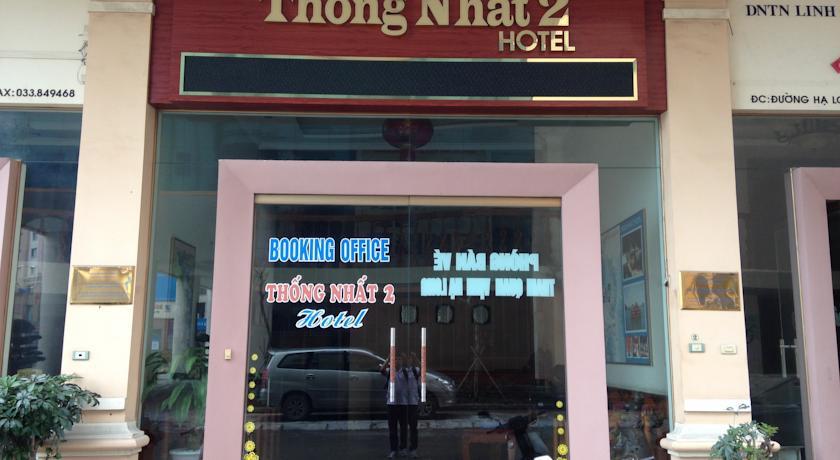 Thống Nhất 2
HOTEL
DNTN LINH
AX:033.849468
ĐC:ĐƯỜNG HẠ LO
BOOKING OFFICE
THỐNG NHẤT 2
Hotel
PHÒNG BÁN VÉ
THAM QUAN VỊNH HẠ LONG